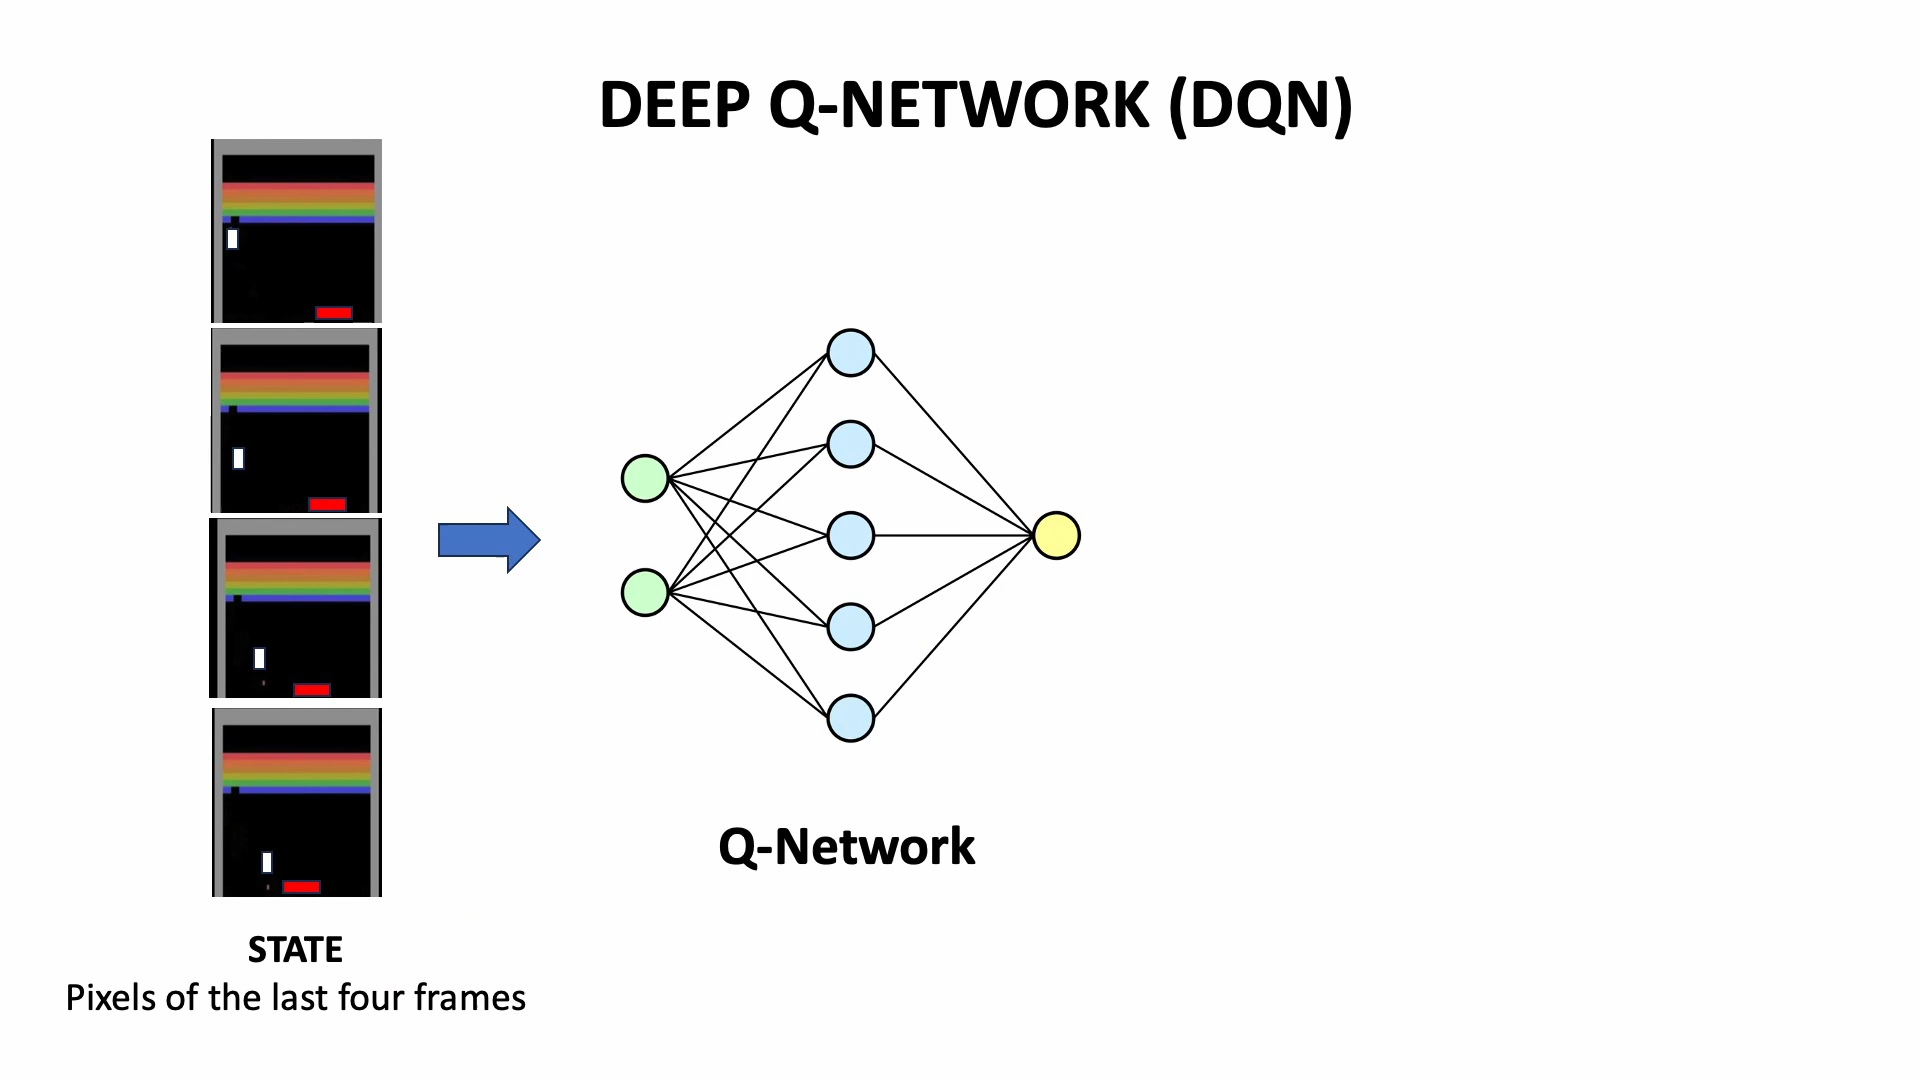 DEEP Q-NETWORK (DQN)
Q-Network
STATE
Pixels of the last four frames